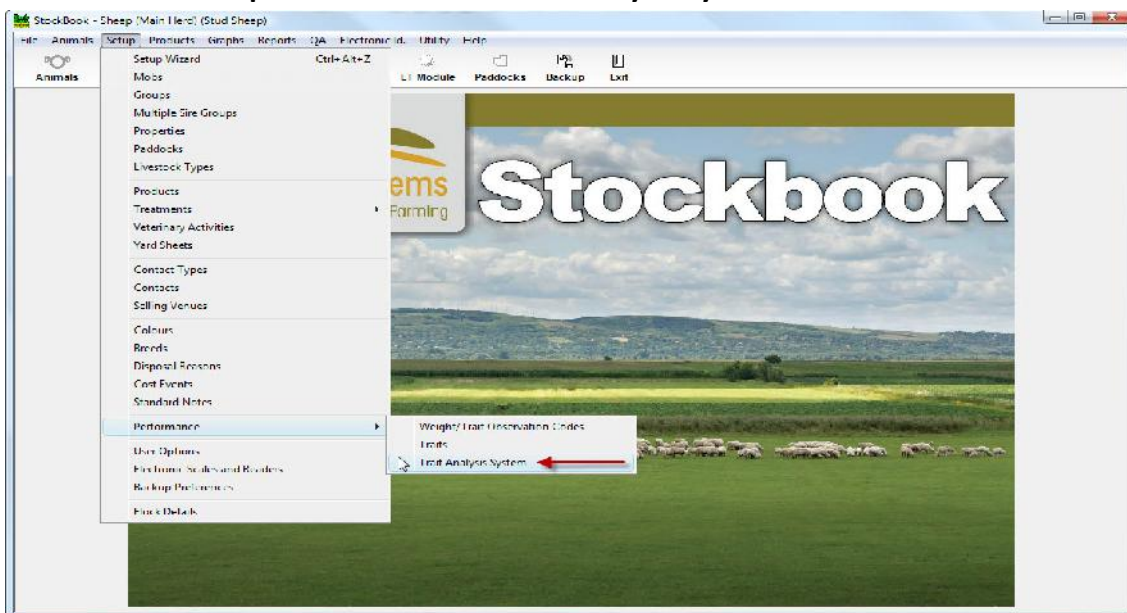 StockBook - Sheep (Main Herd) (Stud Sheep)
File Animals Setup Products Graphs Reports QA Electronic Id. Utility Help
Animals
Setup Wizard Ctrl+Alt+Z
Mobs
Groups
Multiple Sire Groups
Properties
Paddocks
Livestock Types
Products
Treatments
Veterinary Activities
Yard Sheets
Contact Types
Contacts
Selling Venues
Colours
Breeds
Disposal Reasons
Cost Events
Standard Notes
Performance
User Options
Electronic Scales and Readers
Backup Preferences
Flock Details
Weight/Trait Observation Codes
Traits
Trait Analysis System
Module Paddocks Backup Exit
ems
Farming
Stockbook